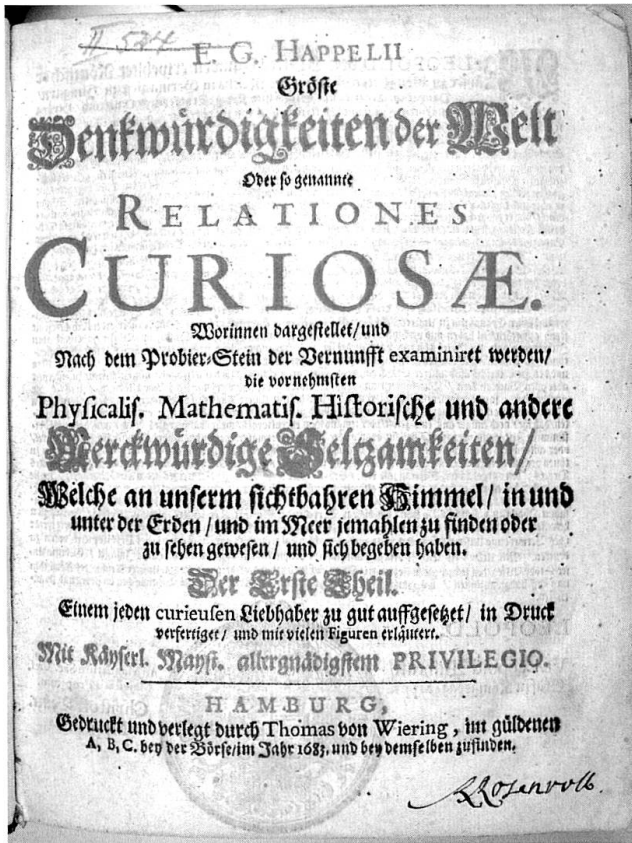 II 524
E. G. HAPPELII
Gröste
Denkwürdigkeiten der Welt
Oder so genannte
RELATIONES
CURIOSÆ.
Worinnen dargestellet/ und
Nach dem Probier-Stein der Vernunfft examiniret werden/
die vornehmsten
Physicalis. Mathematis. Historische und andere
Merckwürdige Seltzamkeiten/
Welche an unserm sichtbahren Himmel/ in und
unter der Erden/ und im Meer jemahlen zu finden oder
zu sehen gewesen/ und sich begeben haben.
Der Erste Theil.
Einem jeden curieusen Liebhaber zu gut auffgesetzet/ in Druck
verfertiget/ und mit vielen Figuren erläutert.
Mit Käyserl. Mayst. allergnädigstem PRIVILEGIO.
HAMBURG,
Gedruckt und verlegt durch Thomas von Wiering, im güldenen
A, B, C. bey der Börse/ im Jahr 1683. und bey demselben zufinden.